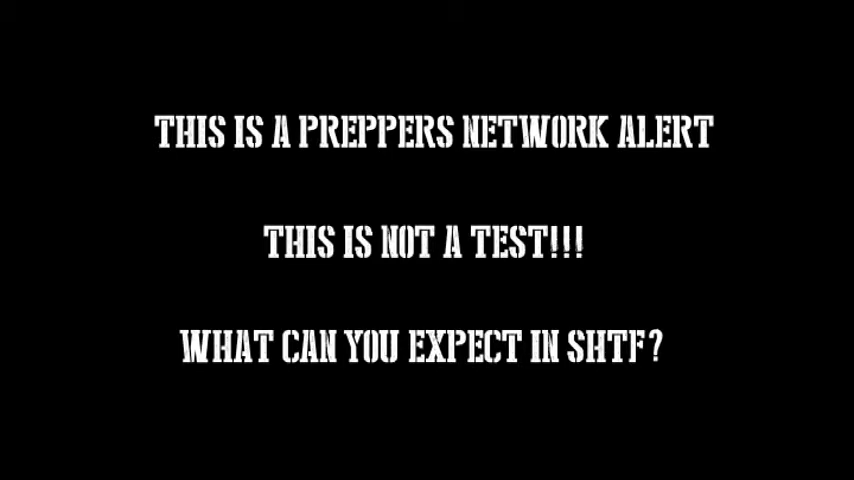 THIS IS A PREPPERS NETWORK ALERT
THIS IS NOT A TEST!!!
WHAT CAN YOU EXPECT IN SHTF?